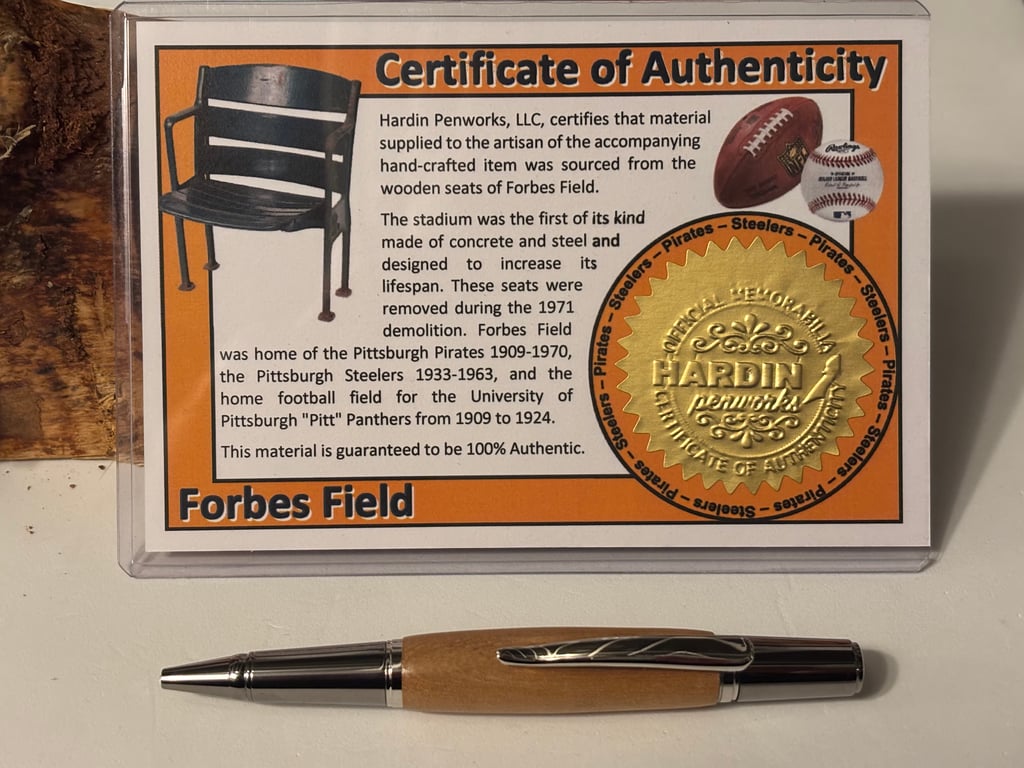 Certificate of Authenticity
Hardin Penworks, LLC, certifies that material
supplied to the artisan of the accompanying
hand-crafted item was sourced from the
wooden seats of Forbes Field.
The stadium was the first of its kind
made of concrete and steel and
designed to increase its
lifespan. These seats were
removed during the 1971
demolition. Forbes Field
was home of the Pittsburgh Pirates 1909-1970,
the Pittsburgh Steelers 1933-1963, and the
home football field for the University of
Pittsburgh "Pitt" Panthers from 1909 to 1924.
This material is guaranteed to be 100% Authentic.
Forbes Field
NFL
Rawlings
Pirates – Steelers – Pirates – Steelers – Pirates – Steelers – Pirates – Steelers – Pirates – Steelers – Pirates – Steelers –
OFFICIAL MEMORABILIA
HARDIN
penworks
CERTIFICATE OF AUTHENTICITY